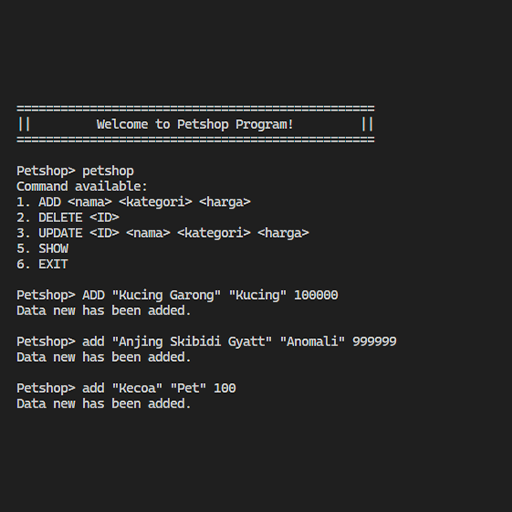 =================================================
||         Welcome to Petshop Program!         ||
=================================================
Petshop> petshop
Command available:
1. ADD <nama> <kategori> <harga>
2. DELETE <ID>
3. UPDATE <ID> <nama> <kategori> <harga>
5. SHOW
6. EXIT
Petshop> ADD "Kucing Garong" "Kucing" 100000
Data new has been added.
Petshop> add "Anjing Skibidi Gyatt" "Anomali" 999999
Data new has been added.
Petshop> add "Kecoa" "Pet" 100
Data new has been added.